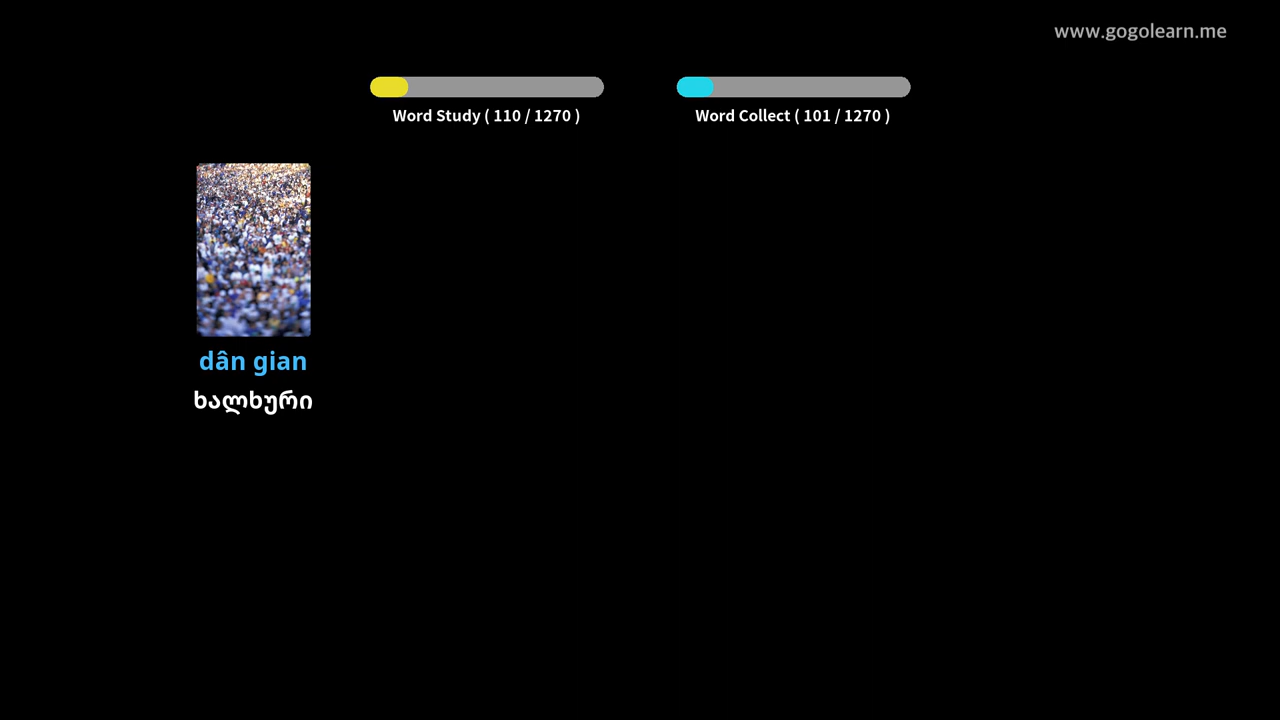 www.gogolearn.me
Word Study ( 110 / 1270 )
Word Collect ( 101 / 1270 )
dân gian
ხალხური